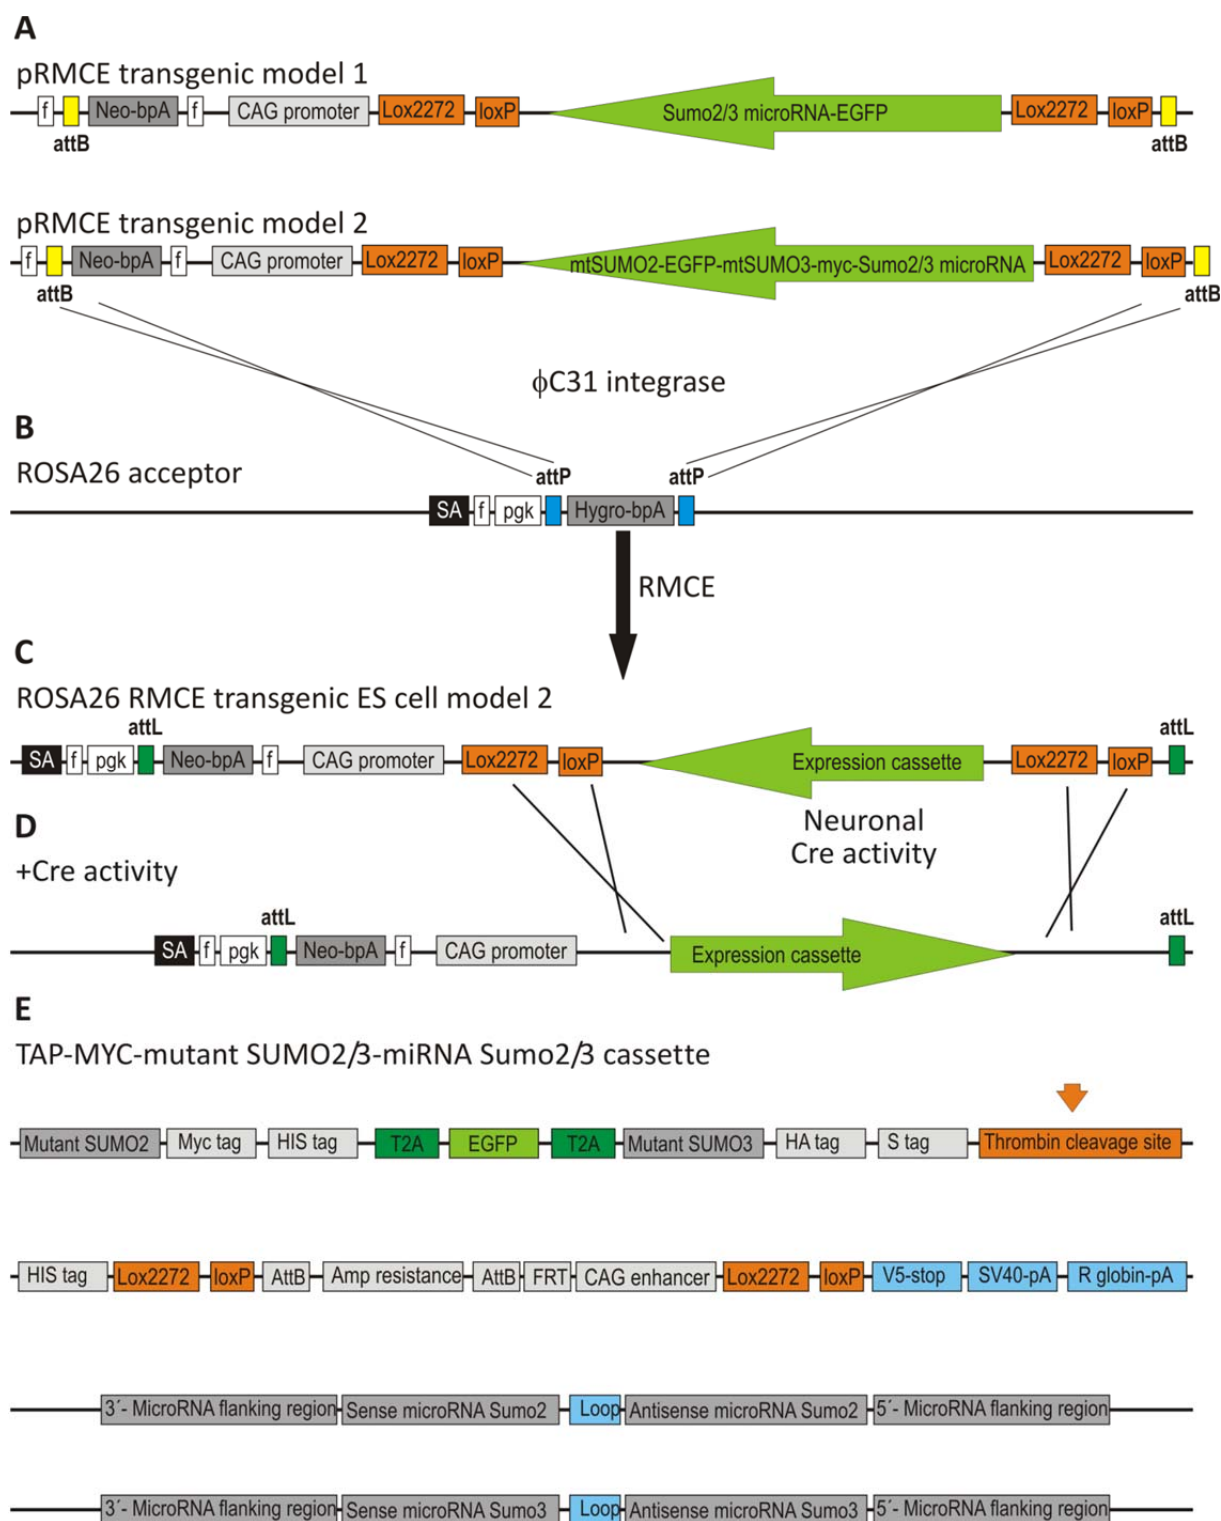 A
pRMCE transgenic model 1
f Neo-bpA f CAG promoter Lox2272 loxP Sumo2/3 microRNA-EGFP Lox2272 loxP
attB attB
pRMCE transgenic model 2
f Neo-bpA f CAG promoter Lox2272 loxP mtSUMO2-EGFP-mtSUMO3-myc-Sumo2/3 microRNA Lox2272 loxP
attB attB
ϕC31 integrase
B
ROSA26 acceptor
attP attP
SA f pgk Hygro-bpA
RMCE
C
ROSA26 RMCE transgenic ES cell model 2
attL attL
SA f pgk Neo-bpA f CAG promoter Lox2272 loxP Expression cassette Lox2272 loxP
D
Neuronal
Cre activity
+Cre activity
attL attL
SA f pgk Neo-bpA f CAG promoter Expression cassette
E
TAP-MYC-mutant SUMO2/3-miRNA Sumo2/3 cassette
Mutant SUMO2 Myc tag HIS tag T2A EGFP T2A Mutant SUMO3 HA tag S tag Thrombin cleavage site
HIS tag Lox2272 loxP AttB Amp resistance AttB FRT CAG enhancer Lox2272 loxP V5-stop SV40-pA R globin-pA
3´- MicroRNA flanking region Sense microRNA Sumo2 Loop Antisense microRNA Sumo2 5´- MicroRNA flanking region
3´- MicroRNA flanking region Sense microRNA Sumo3 Loop Antisense microRNA Sumo3 5´- MicroRNA flanking region